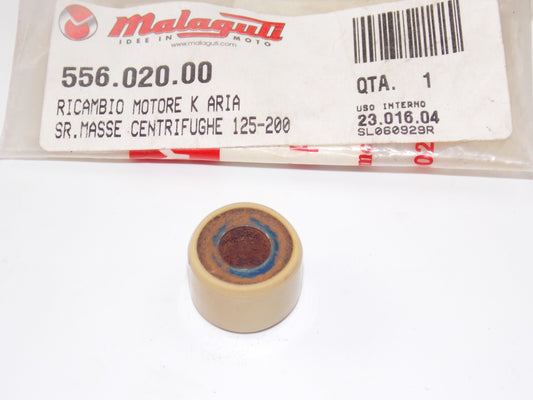 Malaguti
IDEE IN MOTO
www.malaguti.com
556.020.00
QTA. 1
RICAMBIO MOTORE K ARIA
USO INTERNO
SR.MASSE CENTRIFUGHE 125-200
23.016.04
SL060929R